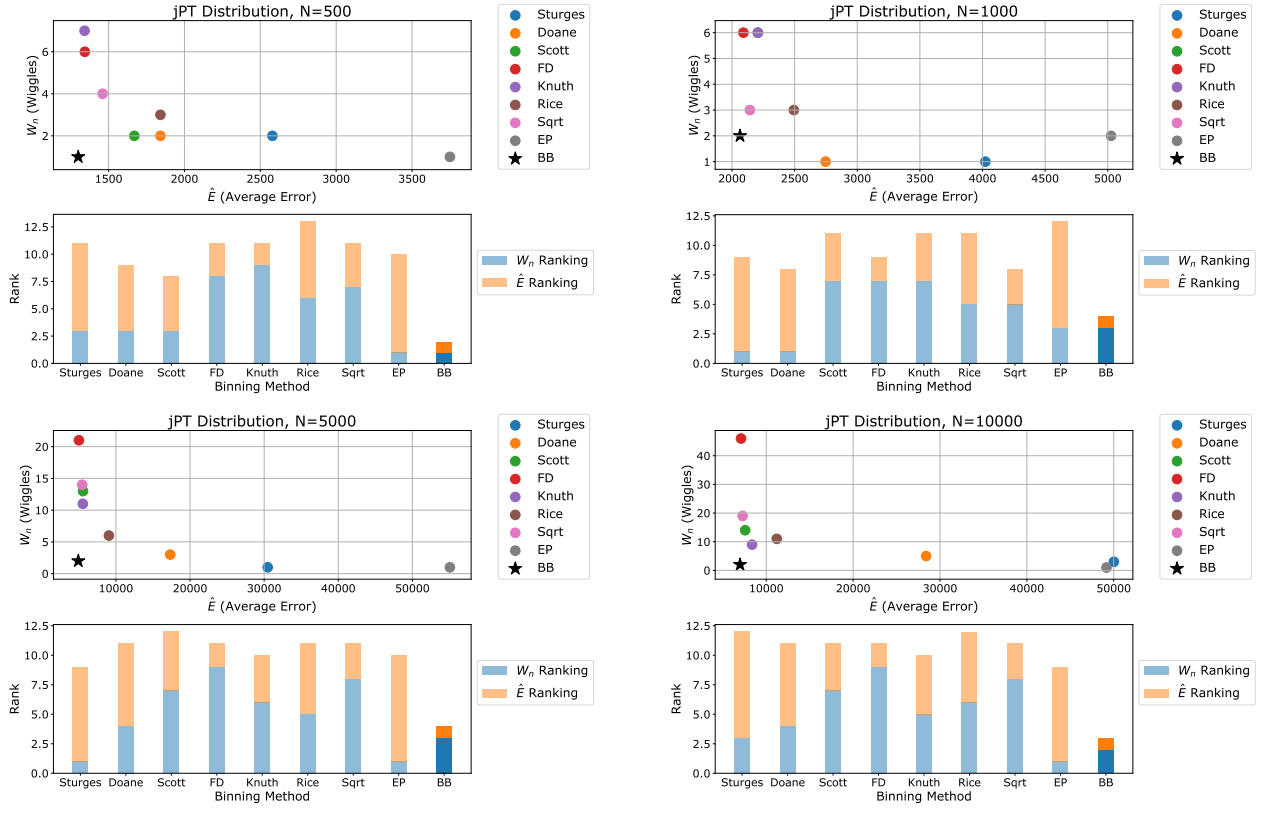 jPT Distribution, N=500
6
4
2
W_n (Wiggles)
1500 2000 2500 3000 3500
Ê (Average Error)
Sturges
Doane
Scott
FD
Knuth
Rice
Sqrt
EP
BB
12.5
10.0
7.5
5.0
2.5
0.0
Rank
Sturges Doane Scott FD Knuth Rice Sqrt EP BB
Binning Method
W_n Ranking
Ê Ranking
jPT Distribution, N=1000
6
5
4
3
2
1
W_n (Wiggles)
2000 2500 3000 3500 4000 4500 5000
Ê (Average Error)
Sturges
Doane
Scott
FD
Knuth
Rice
Sqrt
EP
BB
12.5
10.0
7.5
5.0
2.5
0.0
Rank
Sturges Doane Scott FD Knuth Rice Sqrt EP BB
Binning Method
W_n Ranking
Ê Ranking
jPT Distribution, N=5000
20
15
10
5
0
W_n (Wiggles)
10000 20000 30000 40000 50000
Ê (Average Error)
Sturges
Doane
Scott
FD
Knuth
Rice
Sqrt
EP
BB
12.5
10.0
7.5
5.0
2.5
0.0
Rank
Sturges Doane Scott FD Knuth Rice Sqrt EP BB
Binning Method
W_n Ranking
Ê Ranking
jPT Distribution, N=10000
40
30
20
10
0
W_n (Wiggles)
10000 20000 30000 40000 50000
Ê (Average Error)
Sturges
Doane
Scott
FD
Knuth
Rice
Sqrt
EP
BB
12.5
10.0
7.5
5.0
2.5
0.0
Rank
Sturges Doane Scott FD Knuth Rice Sqrt EP BB
Binning Method
W_n Ranking
Ê Ranking